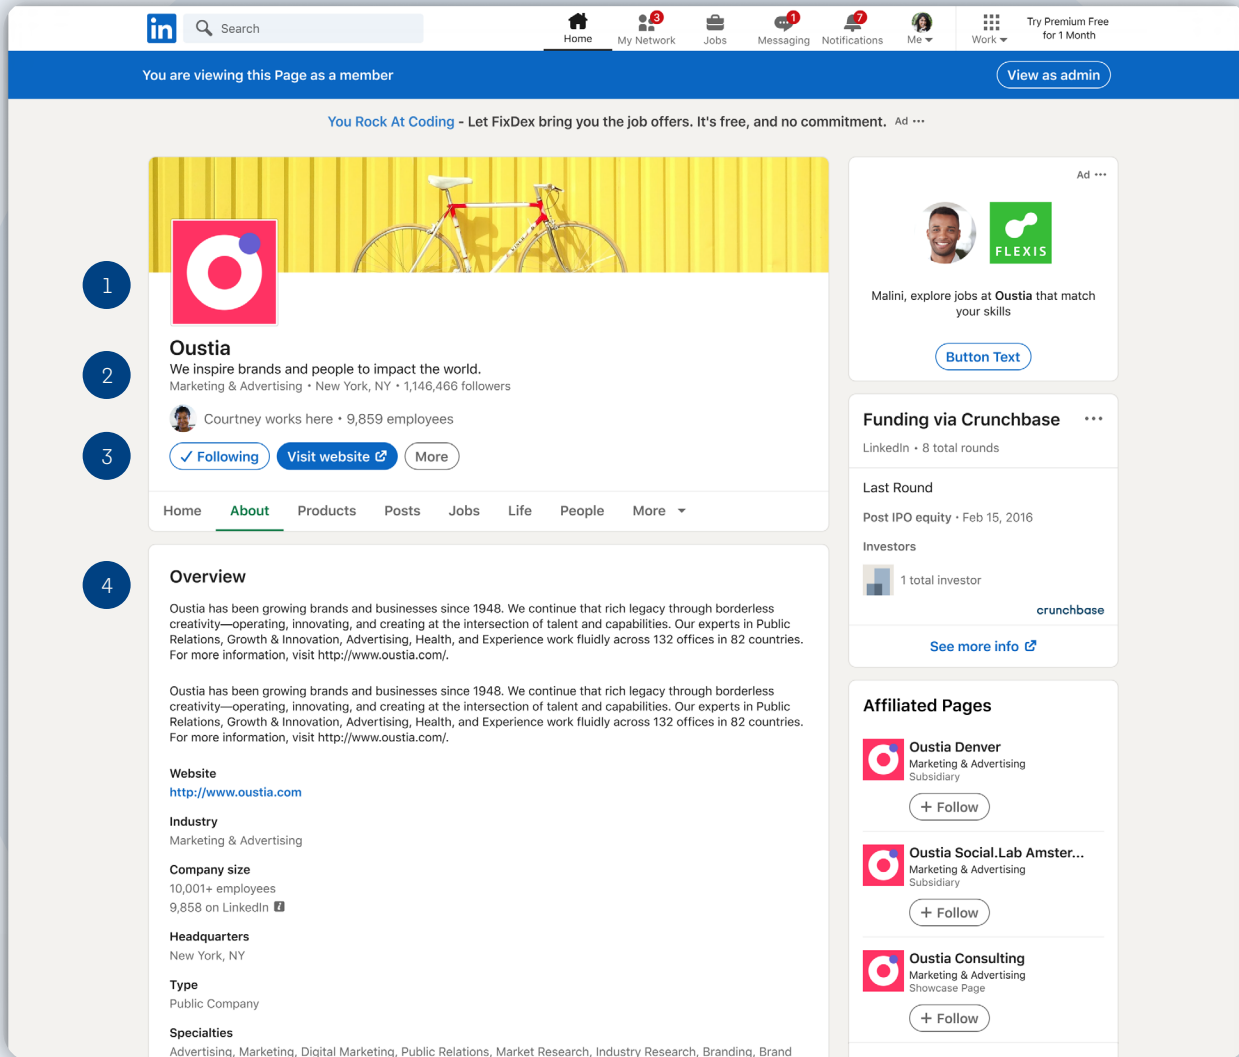 in
Search
Home
3
My Network
Jobs
1
Messaging
7
Notifications
Me
Work
Try Premium Free
for 1 Month
You are viewing this Page as a member
View as admin
You Rock At Coding - Let FixDex bring you the job offers. It's free, and no commitment. Ad ···
1
Oustia
2
We inspire brands and people to impact the world.
Marketing & Advertising • New York, NY • 1,146,466 followers
Courtney works here • 9,859 employees
3
Following
Visit website
More
Home
About
Products
Posts
Jobs
Life
People
More
4
Overview
Oustia has been growing brands and businesses since 1948. We continue that rich legacy through borderless
creativity—operating, innovating, and creating at the intersection of talent and capabilities. Our experts in Public
Relations, Growth & Innovation, Advertising, Health, and Experience work fluidly across 132 offices in 82 countries.
For more information, visit http://www.oustia.com/.
Oustia has been growing brands and businesses since 1948. We continue that rich legacy through borderless
creativity—operating, innovating, and creating at the intersection of talent and capabilities. Our experts in Public
Relations, Growth & Innovation, Advertising, Health, and Experience work fluidly across 132 offices in 82 countries.
For more information, visit http://www.oustia.com/.
Website
http://www.oustia.com
Industry
Marketing & Advertising
Company size
10,001+ employees
9,858 on LinkedIn i
Headquarters
New York, NY
Type
Public Company
Specialties
Advertising, Marketing, Digital Marketing, Public Relations, Market Research, Industry Research, Branding, Brand
Ad ···
FLEXIS
Malini, explore jobs at Oustia that match
your skills
Button Text
Funding via Crunchbase ···
LinkedIn • 8 total rounds
Last Round
Post IPO equity • Feb 15, 2016
Investors
1 total investor
crunchbase
See more info
Affiliated Pages
Oustia Denver
Marketing & Advertising
Subsidiary
+ Follow
Oustia Social.Lab Amster...
Marketing & Advertising
Subsidiary
+ Follow
Oustia Consulting
Marketing & Advertising
Showcase Page
+ Follow